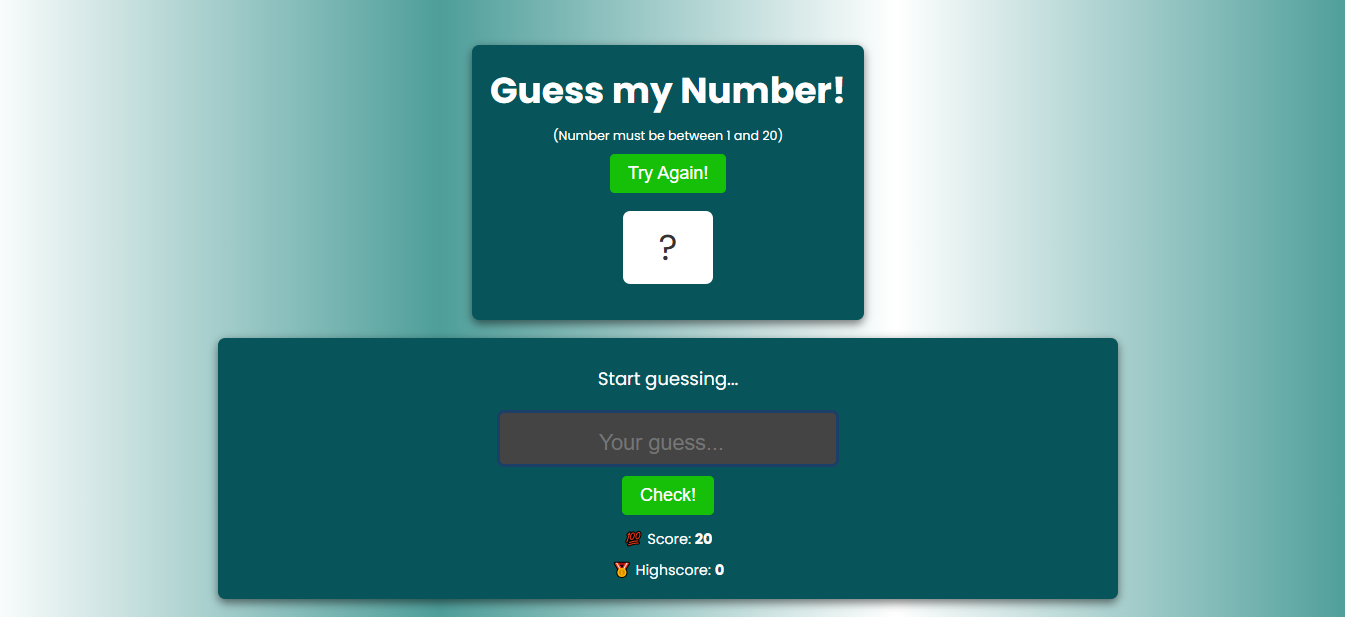 Guess my Number!
(Number must be between 1 and 20)
Try Again!
?
Start guessing...
Your guess...
Check!
💯 Score: 20
🥇 Highscore: 0